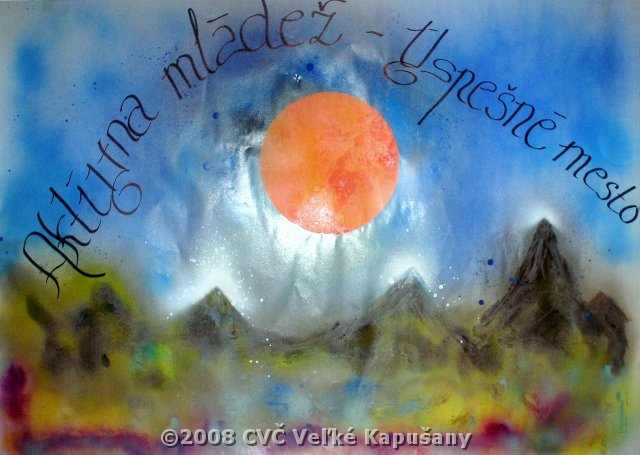 Aktívna mládež - Úspešné mesto
©2008 CVČ Veľké Kapušany